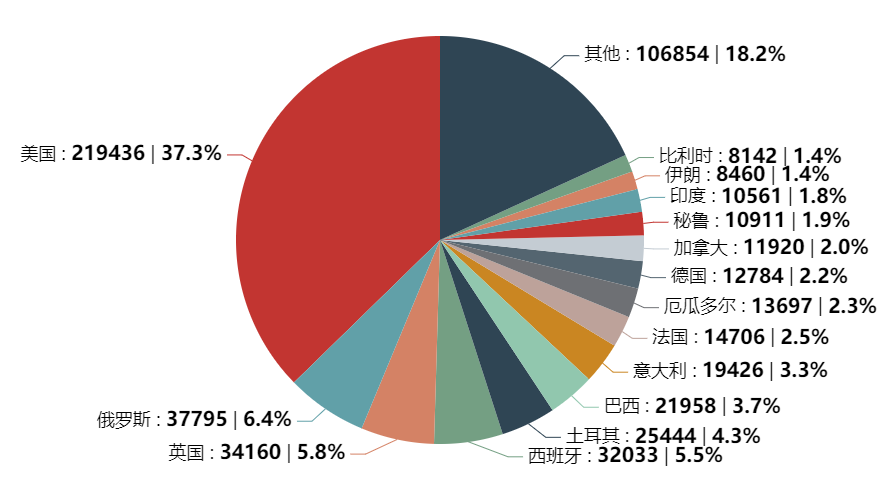 其他 : 106854 | 18.2%
比利时 : 8142 | 1.4%
伊朗 : 8460 | 1.4%
印度 : 10561 | 1.8%
秘鲁 : 10911 | 1.9%
加拿大 : 11920 | 2.0%
德国 : 12784 | 2.2%
厄瓜多尔 : 13697 | 2.3%
法国 : 14706 | 2.5%
意大利 : 19426 | 3.3%
巴西 : 21958 | 3.7%
土耳其 : 25444 | 4.3%
西班牙 : 32033 | 5.5%
英国 : 34160 | 5.8%
俄罗斯 : 37795 | 6.4%
美国 : 219436 | 37.3%